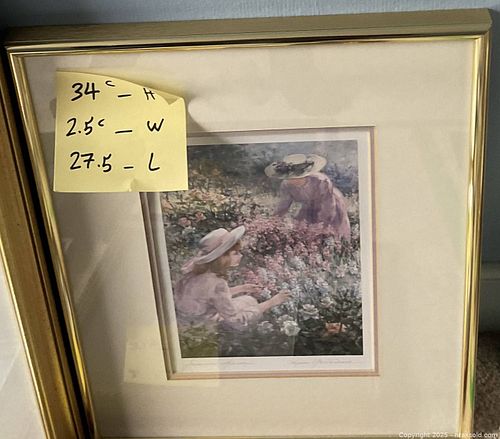 34 c – H
2.5 c – W
27.5 – L
Copyright 2025 - maxsold.com